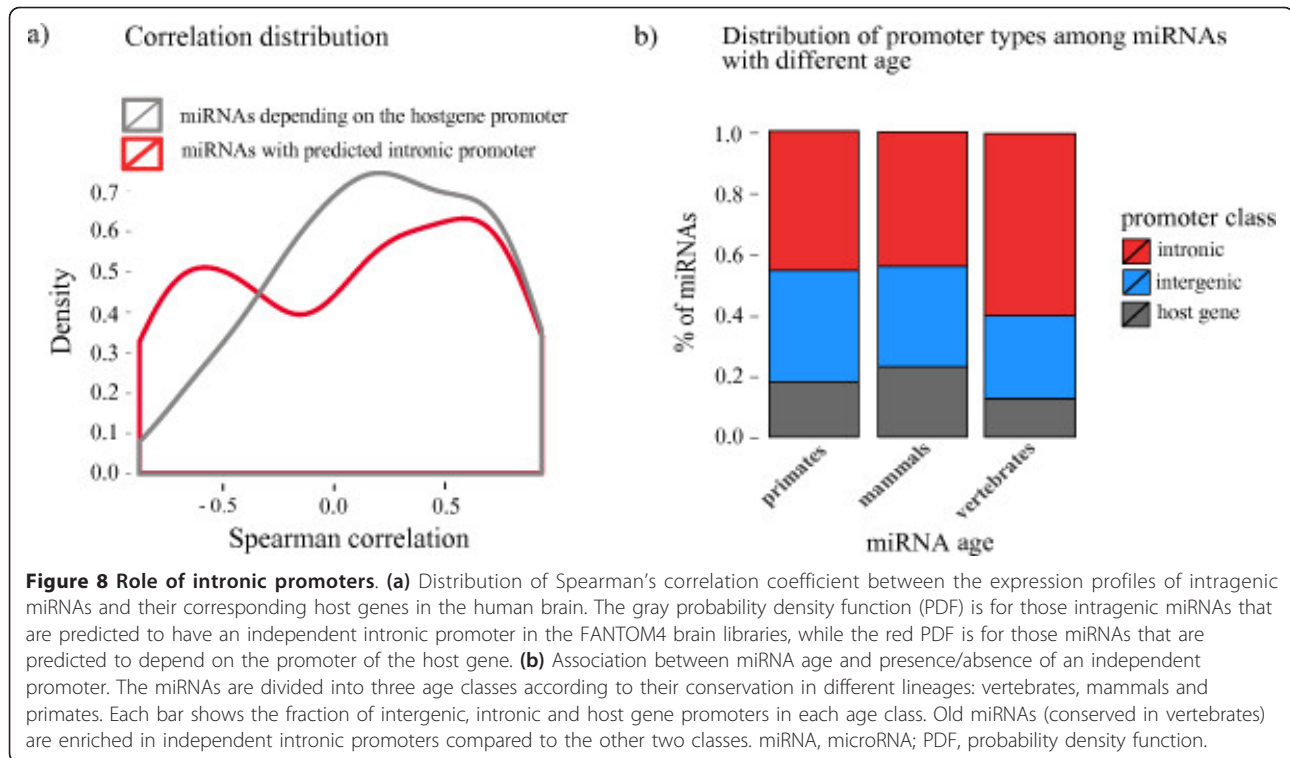 a) Correlation distribution
miRNAs depending on the hostgene promoter
miRNAs with predicted intronic promoter
0.7
0.6
0.5
0.4
0.3
0.2
0.1
0.0
Density
- 0.5 0.0 0.5
Spearman correlation
b) Distribution of promoter types among miRNAs
with different age
1.0
0.8
0.6
0.4
0.2
0.0
% of miRNAs
primates mammals vertebrates
miRNA age
promoter class
intronic
intergenic
host gene
Figure 8 Role of intronic promoters. (a) Distribution of Spearman's correlation coefficient between the expression profiles of intragenic
miRNAs and their corresponding host genes in the human brain. The gray probability density function (PDF) is for those intragenic miRNAs that
are predicted to have an independent intronic promoter in the FANTOM4 brain libraries, while the red PDF is for those miRNAs that are
predicted to depend on the promoter of the host gene. (b) Association between miRNA age and presence/absence of an independent
promoter. The miRNAs are divided into three age classes according to their conservation in different lineages: vertebrates, mammals and
primates. Each bar shows the fraction of intergenic, intronic and host gene promoters in each age class. Old miRNAs (conserved in vertebrates)
are enriched in independent intronic promoters compared to the other two classes. miRNA, microRNA; PDF, probability density function.